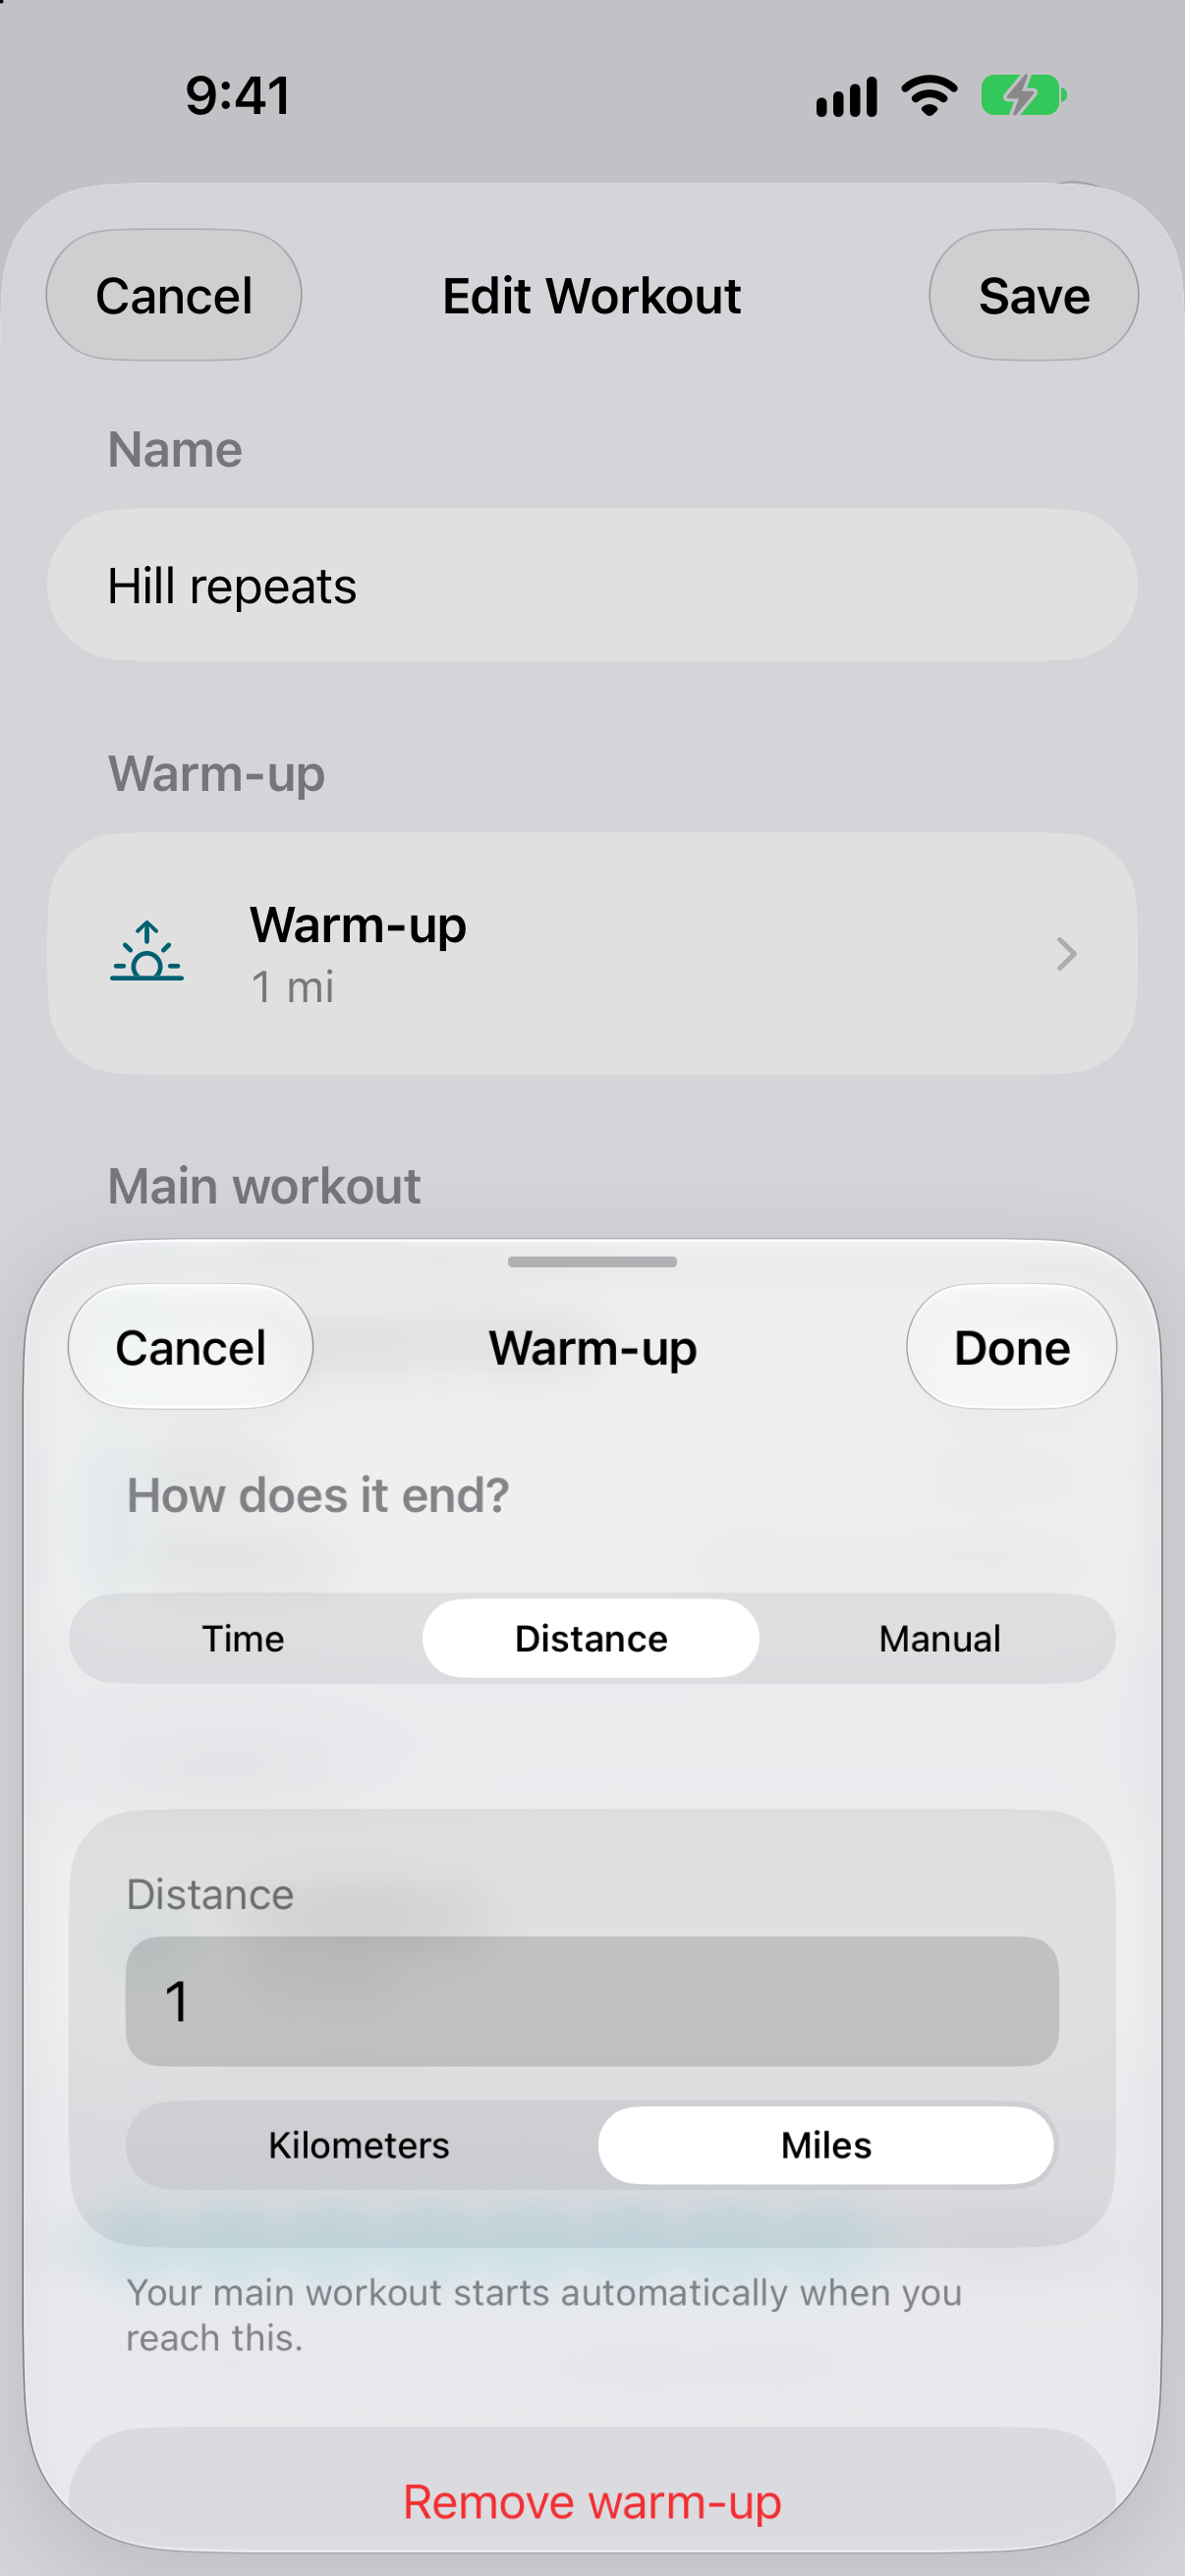 9:41
Cancel
Edit Workout
Save
Name
Hill repeats
Warm-up
Warm-up
1 mi
Main workout
Cancel
Warm-up
Done
How does it end?
Time
Distance
Manual
Distance
1
Kilometers
Miles
Your main workout starts automatically when you
reach this.
Remove warm-up